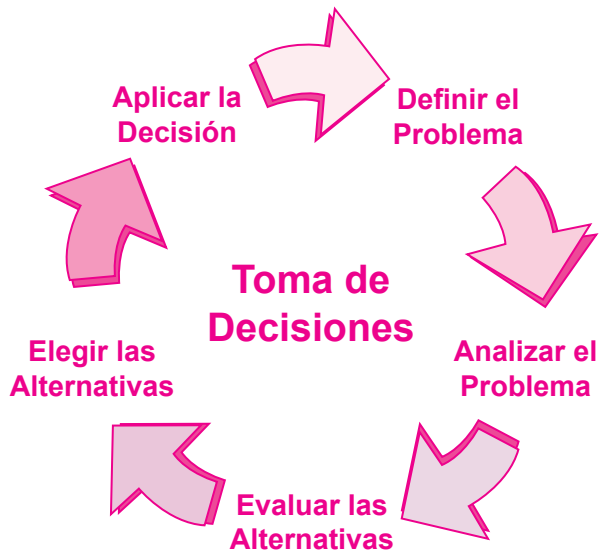 Toma de
Decisiones
Definir el
Problema
Analizar el
Problema
Evaluar las
Alternativas
Elegir las
Alternativas
Aplicar la
Decisión